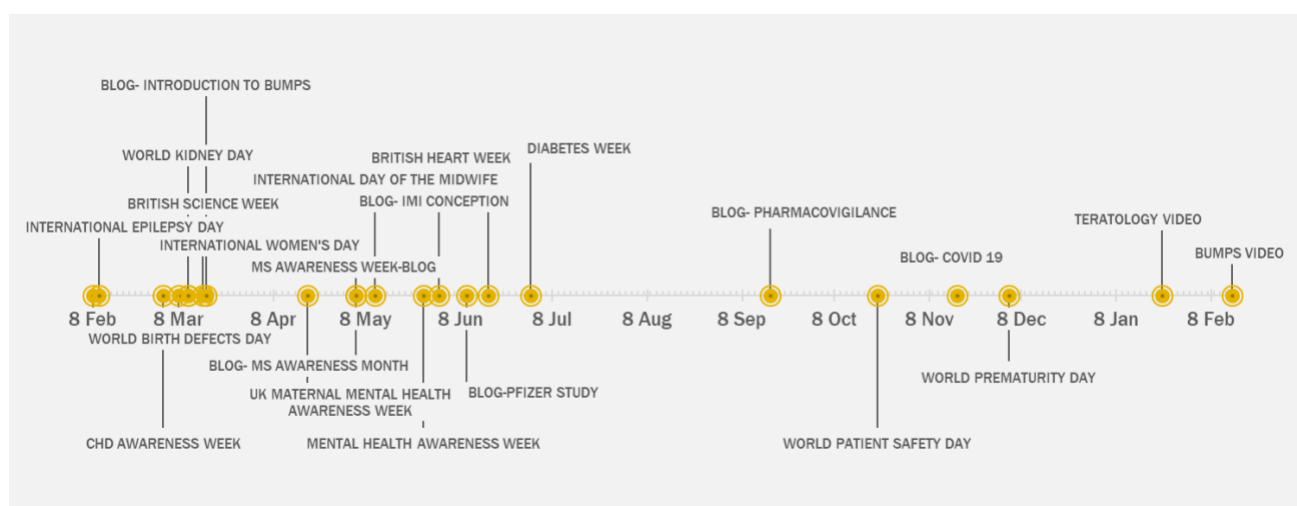 BLOG- INTRODUCTION TO BUMPS
DIABETES WEEK
WORLD KIDNEY DAY
BRITISH HEART WEEK
INTERNATIONAL DAY OF THE MIDWIFE
BRITISH SCIENCE WEEK
BLOG- IMI CONCEPTION
BLOG- PHARMACOVIGILANCE
TERATOLOGY VIDEO
INTERNATIONAL EPILEPSY DAY
INTERNATIONAL WOMEN'S DAY
BUMPS VIDEO
BLOG- COVID 19
MS AWARENESS WEEK-BLOG
8 Feb 8 Mar 8 Apr 8 May 8 Jun 8 Jul 8 Aug 8 Sep 8 Oct 8 Nov 8 Dec 8 Jan 8 Feb
WORLD BIRTH DEFECTS DAY
BLOG- MS AWARENESS MONTH
WORLD PREMATURITY DAY
UK MATERNAL MENTAL HEALTH
AWARENESS WEEK
BLOG-PFIZER STUDY
CHD AWARENESS WEEK
MENTAL HEALTH AWARENESS WEEK
WORLD PATIENT SAFETY DAY